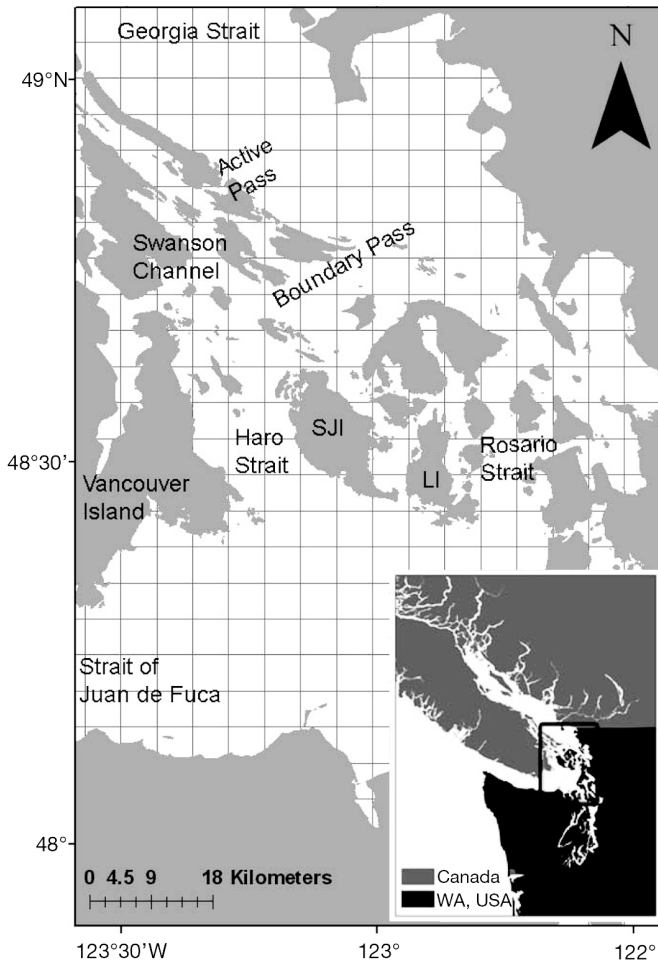 Georgia Strait
N
49°N
Active
Pass
Swanson
Channel
Boundary Pass
Haro
Strait
SJI
48°30'
LI
Rosario
Strait
Vancouver
Island
Strait of
Juan de Fuca
48°
0 4.5 9 18 Kilometers
Canada
WA, USA
123°30'W
123°
122°